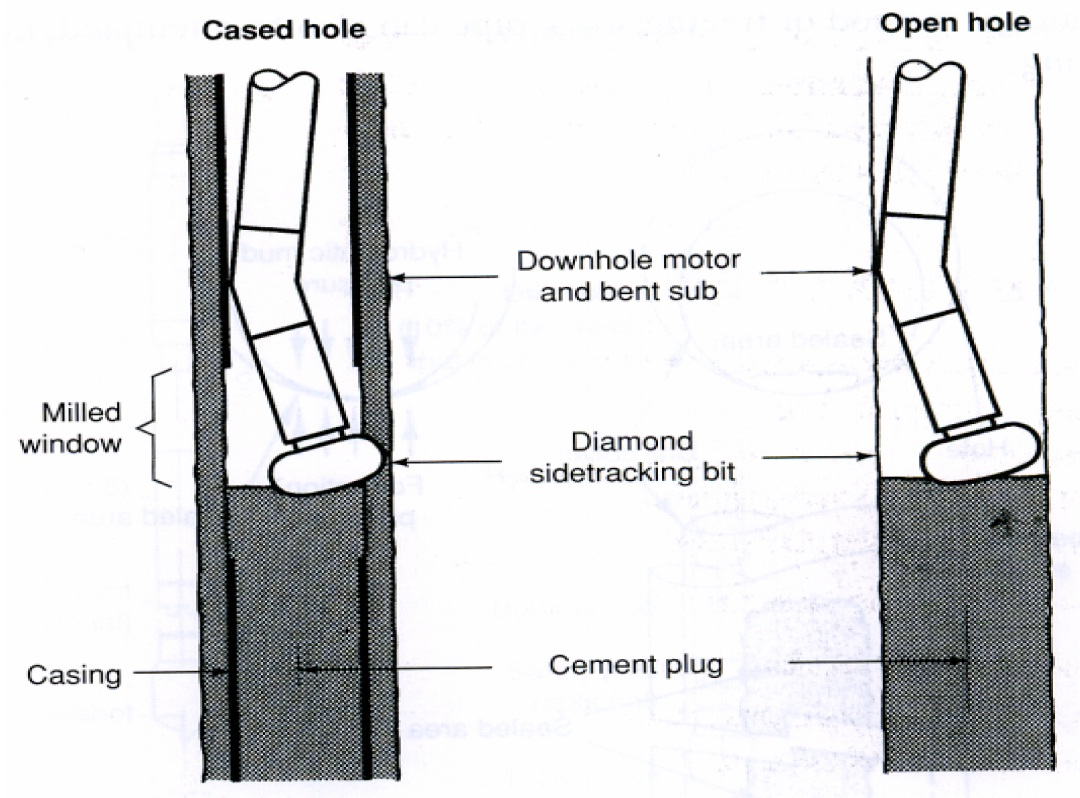 Cased hole
Open hole
Downhole motor
and bent sub
Milled
window
Diamond
sidetracking bit
Casing
Cement plug